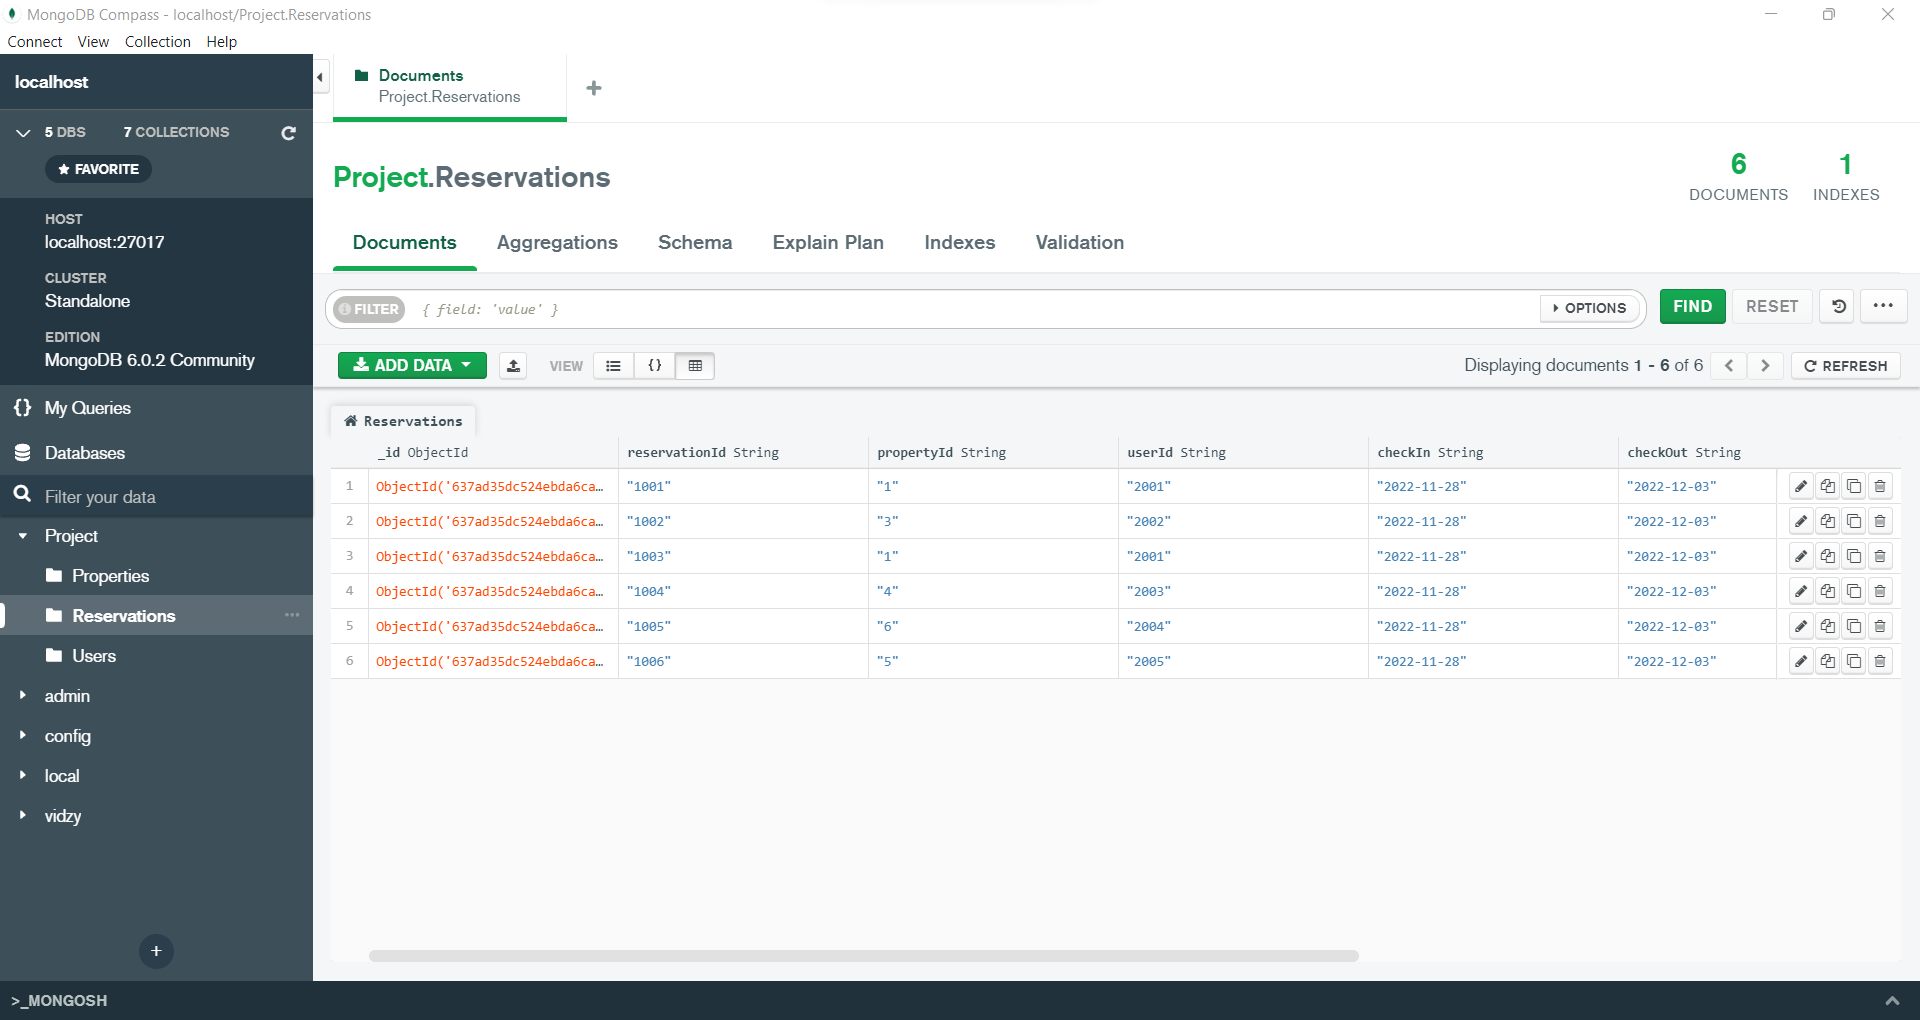 MongoDB Compass - localhost/Project.Reservations
Connect View Collection Help
localhost
5 DBS 7 COLLECTIONS
★ FAVORITE
HOST
localhost:27017
CLUSTER
Standalone
EDITION
MongoDB 6.0.2 Community
{} My Queries
Databases
Filter your data
Project
Properties
Reservations ...
Users
admin
config
local
vidzy
+
Documents
Project.Reservations
+
Project.Reservations
6
DOCUMENTS
1
INDEXES
Documents Aggregations Schema Explain Plan Indexes Validation
FILTER { field: 'value' } OPTIONS FIND RESET ...
ADD DATA VIEW {} Displaying documents 1 - 6 of 6 REFRESH
Reservations
_id ObjectId reservationId String propertyId String userId String checkIn String checkOut String
1 ObjectId('637ad35dc524ebda6ca… "1001" "1" "2001" "2022-11-28" "2022-12-03"
2 ObjectId('637ad35dc524ebda6ca… "1002" "3" "2002" "2022-11-28" "2022-12-03"
3 ObjectId('637ad35dc524ebda6ca… "1003" "1" "2001" "2022-11-28" "2022-12-03"
4 ObjectId('637ad35dc524ebda6ca… "1004" "4" "2003" "2022-11-28" "2022-12-03"
5 ObjectId('637ad35dc524ebda6ca… "1005" "6" "2004" "2022-11-28" "2022-12-03"
6 ObjectId('637ad35dc524ebda6ca… "1006" "5" "2005" "2022-11-28" "2022-12-03"
>_MONGOSH